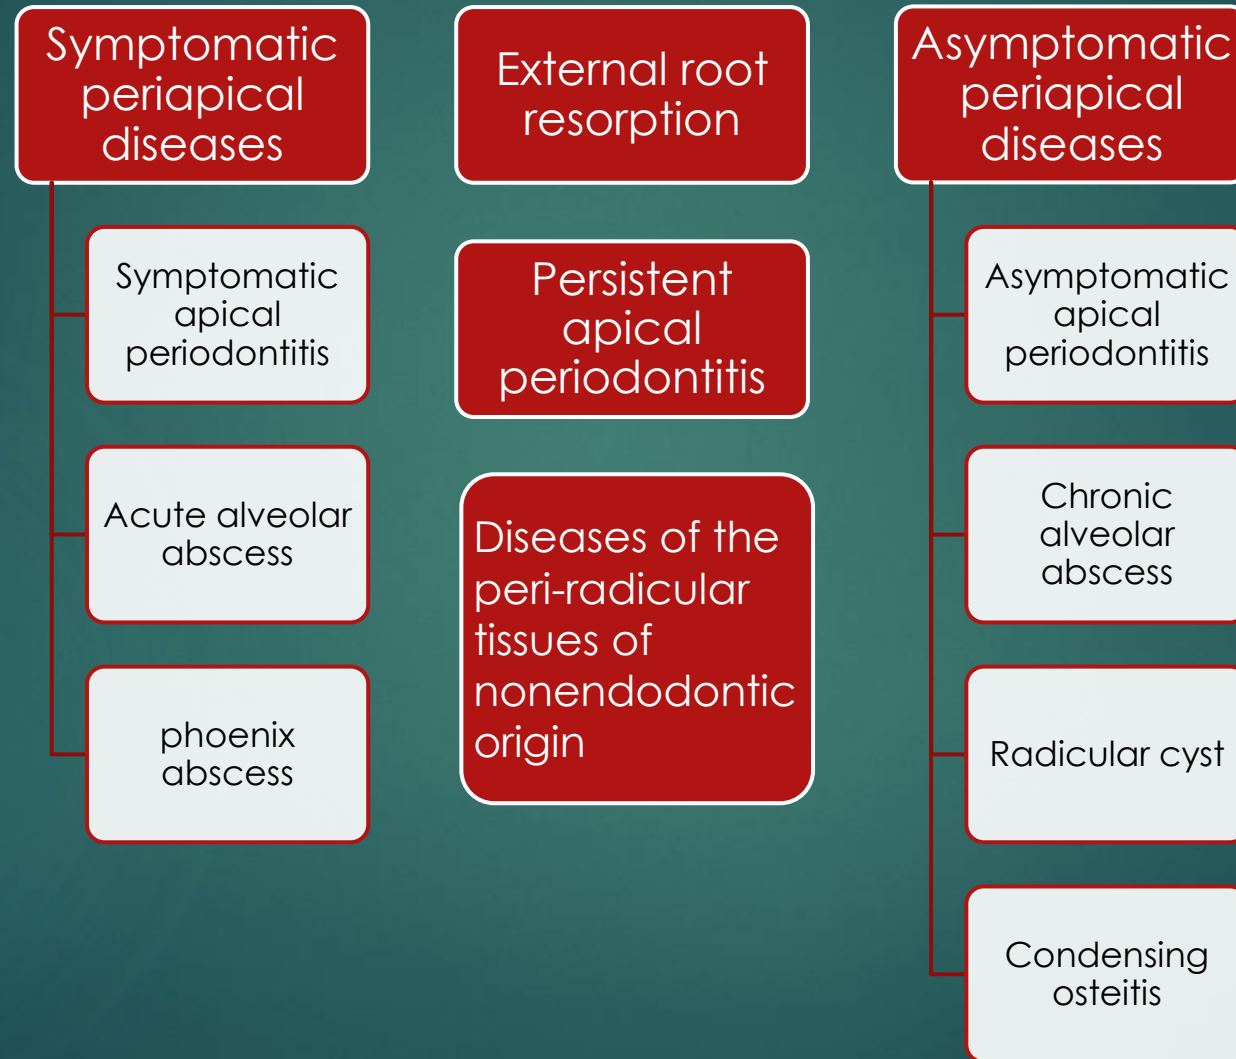 Symptomatic
periapical
diseases
Symptomatic
apical
periodontitis
Acute alveolar
abscess
phoenix
abscess
External root
resorption
Persistent
apical
periodontitis
Diseases of the
peri-radicular
tissues of
nonendodontic
origin
Asymptomatic
periapical
diseases
Asymptomatic
apical
periodontitis
Chronic
alveolar
abscess
Radicular cyst
Condensing
osteitis